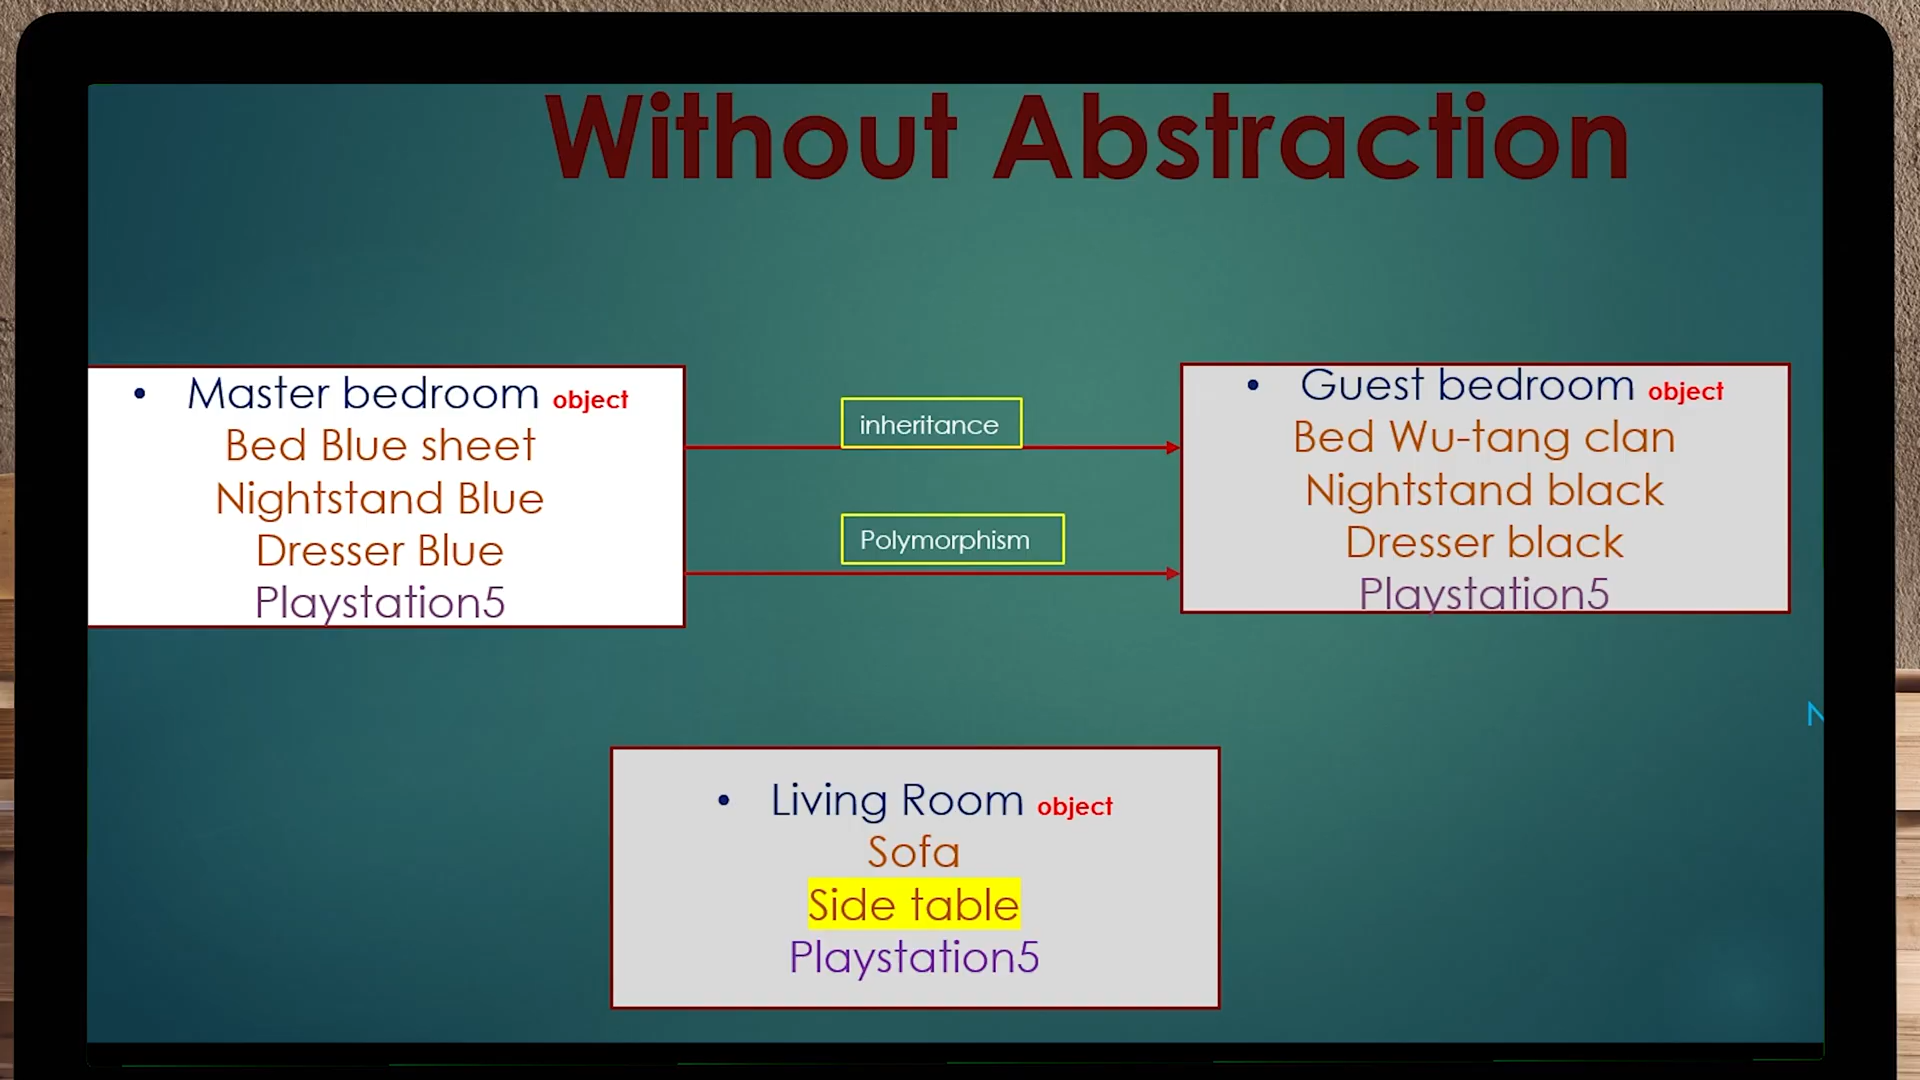 Without Abstraction
• Master bedroom object
Bed Blue sheet
Nightstand Blue
Dresser Blue
Playstation5
inheritance
Polymorphism
• Guest bedroom object
Bed Wu-tang clan
Nightstand black
Dresser black
Playstation5
• Living Room object
Sofa
Side table
Playstation5